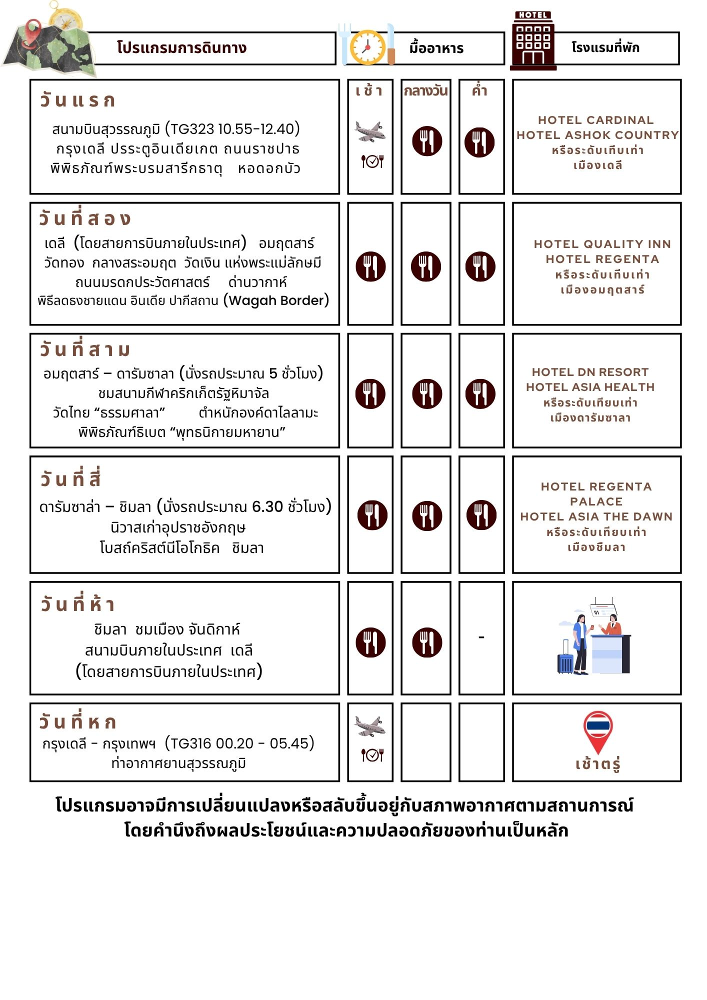 โปรแกรมการดินทาง
มื้ออาหาร
HOTEL
โรงแรมที่พัก
วันแรก
สนามบินสุวรรณภูมิ (TG323 10.55-12.40)
กรุงเดลี ปรระตูอินเดียเกต ถนนราชปาธ
พิพิธภัณฑ์พระบรมสารีกธาตุ หอดอกบัว
เช้า
กลางวัน
ค่ำ
HOTEL CARDINAL
HOTEL ASHOK COUNTRY
หรือระดับเทีบเท่า
เมืองเดลี
วันที่สอง
เดลี (โดยสายการบินภายในประเทศ) อมฤตสาร์
วัดทอง กลางสระอมฤต วัดเงิน แห่งพระแม่ลักษมี
ถนนมรดกประวัตศาสตร์ ด่านวากาห์
พิธีลดธงชายแดน อินเดีย ปากีสถาน (Wagah Border)
HOTEL QUALITY INN
HOTEL REGENTA
หรือระดับเทีบเท่า
เมืองอมฤตสาร์
วันที่สาม
อมฤตสาร์ – ดารัมซาลา (นั่งรถประมาณ 5 ชั่วโมง)
ชมสนามกีฬาคริกเก็ตรัฐหิมาจัล
วัดไทย “ธรรมศาลา” ตำหนักองค์ดาไลลามะ
พิพิธภัณฑ์ธิเบต “พุทธนิกายมหายาน”
HOTEL DN RESORT
HOTEL ASIA HEALTH
หรือระดับเทียบเท่า
เมืองดารัมซาลา
วันที่สี่
ดารัมซาล่า – ชิมลา (นั่งรถประมาณ 6.30 ชั่วโมง)
นิวาสเก่าอุปราชอังกฤษ
โบสถ์คริสต์นีโอโกธิค ชิมลา
HOTEL REGENTA
PALACE
HOTEL ASIA THE DAWN
หรือระดับเทียบเท่า
เมืองชืมลา
วันที่ห้า
ชิมลา ชมเมือง จันดิกาห์
สนามบินภายในประเทศ เดลี
(โดยสายการบินภายในประเทศ)
-
01
วันที่หก
กรุงเดลี - กรุงเทพฯ (TG316 00.20 - 05.45)
ท่าอากาศยานสุวรรณภูมิ
เช้าตรู่
โปรแกรมอาจมีการเปลี่ยนแปลงหรือสลับขึ้นอยู่กับสภาพอากาศตามสถานการณ์
โดยคำนึงถึงผลประโยชน์และความปลอดภัยของท่านเป็นหลัก